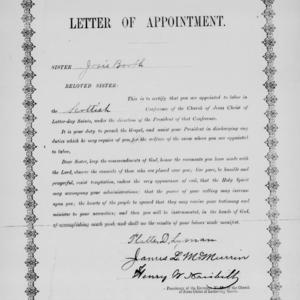 LETTER OF APPOINTMENT.
SISTER Josie Booth
BELOVED SISTER:
This is to certify that you are appointed to labor in
the Scottish Conference of the Church of Jesus Christ of
Latter-day Saints, under the direction of the President of that Conference.
It is your duty to preach the Gospel, and assist your President in discharging any
duties which he may require of you, for the welfare of the cause where you are appointed
to labor.
Dear Sister, keep the commandments of God, honor the covenants you have made with
the Lord, observe the counsels of those who are placed over you; live pure, be humble and
prayerful, resist temptation, under the very first approach of it, that the Holy Spirit
may accompany your administrations; that the power of your calling may increase
upon you; the hearts of the people be opened that they may receive your testimony and
minister to your necessities; and thus you will be instrumental, in the hands of God,
of accomplishing much good and shall see the results of your labors made manifest.
Platte D. Lyman
James L McMurrin
Henry W Naisbitt
Presidency of the European Mission of the Church
of Jesus Christ of Latter-day Saints.